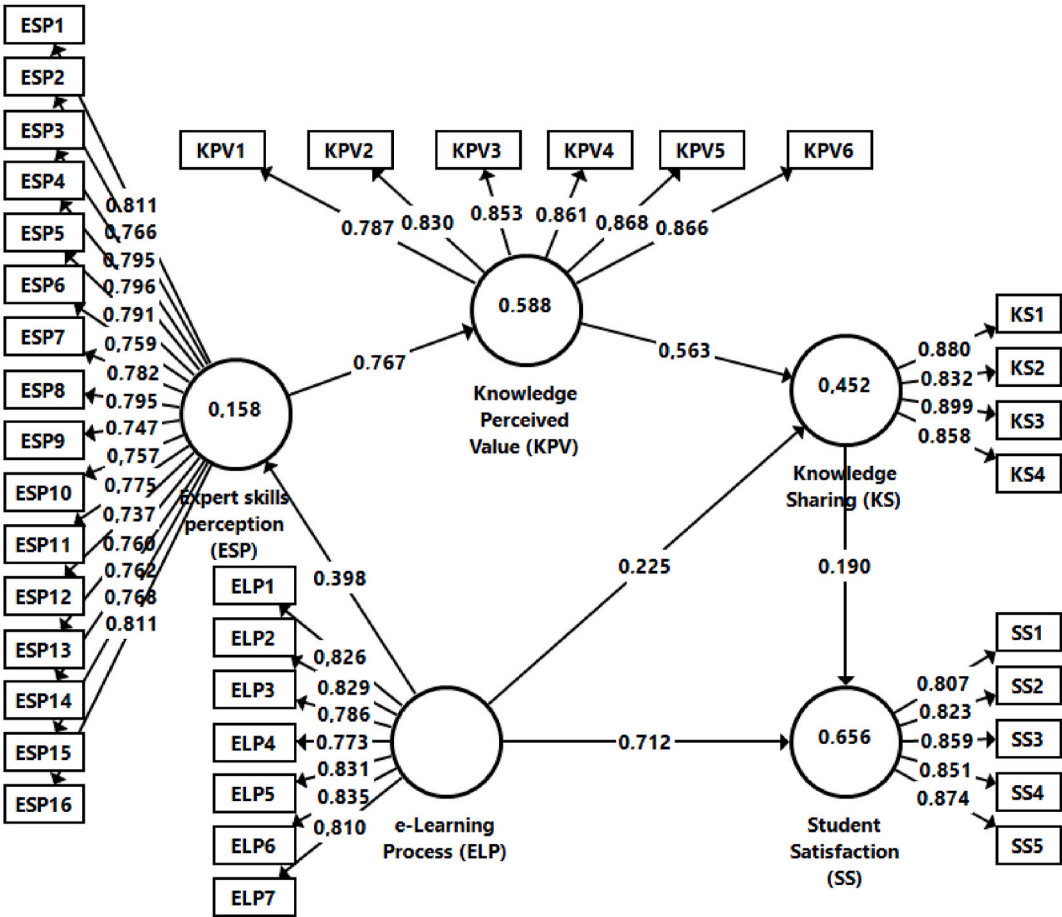 ESP1
ESP2
ESP3
ESP4
ESP5
ESP6
ESP7
ESP8
ESP9
ESP10
ESP11
ESP12
ESP13
ESP14
ESP15
ESP16
0.811
0.766
0.795
0.796
0.791
0,759
0.782
0.795
0.747
0,757
0,775
0,737
0.760
0,762
0,768
0.811
0,158
Expert skills
perception
(ESP)
KPV1
KPV2
KPV3
KPV4
KPV5
KPV6
0.787
0.830
0.853
0.861
0,868
0.866
0.588
Knowledge
Perceived
Value (KPV)
0.767
0,563
0,452
Knowledge
Sharing (KS)
0.880
0.832
0.899
0.858
KS1
KS2
KS3
KS4
0.398
0.225
0.190
0.712
ELP1
ELP2
ELP3
ELP4
ELP5
ELP6
ELP7
0,826
0.829
0.786
0.773
0.831
0.835
0,810
e-Learning
Process (ELP)
0.656
Student
Satisfaction
(SS)
0.807
0.823
0.859
0.851
0.874
SS1
SS2
SS3
SS4
SS5